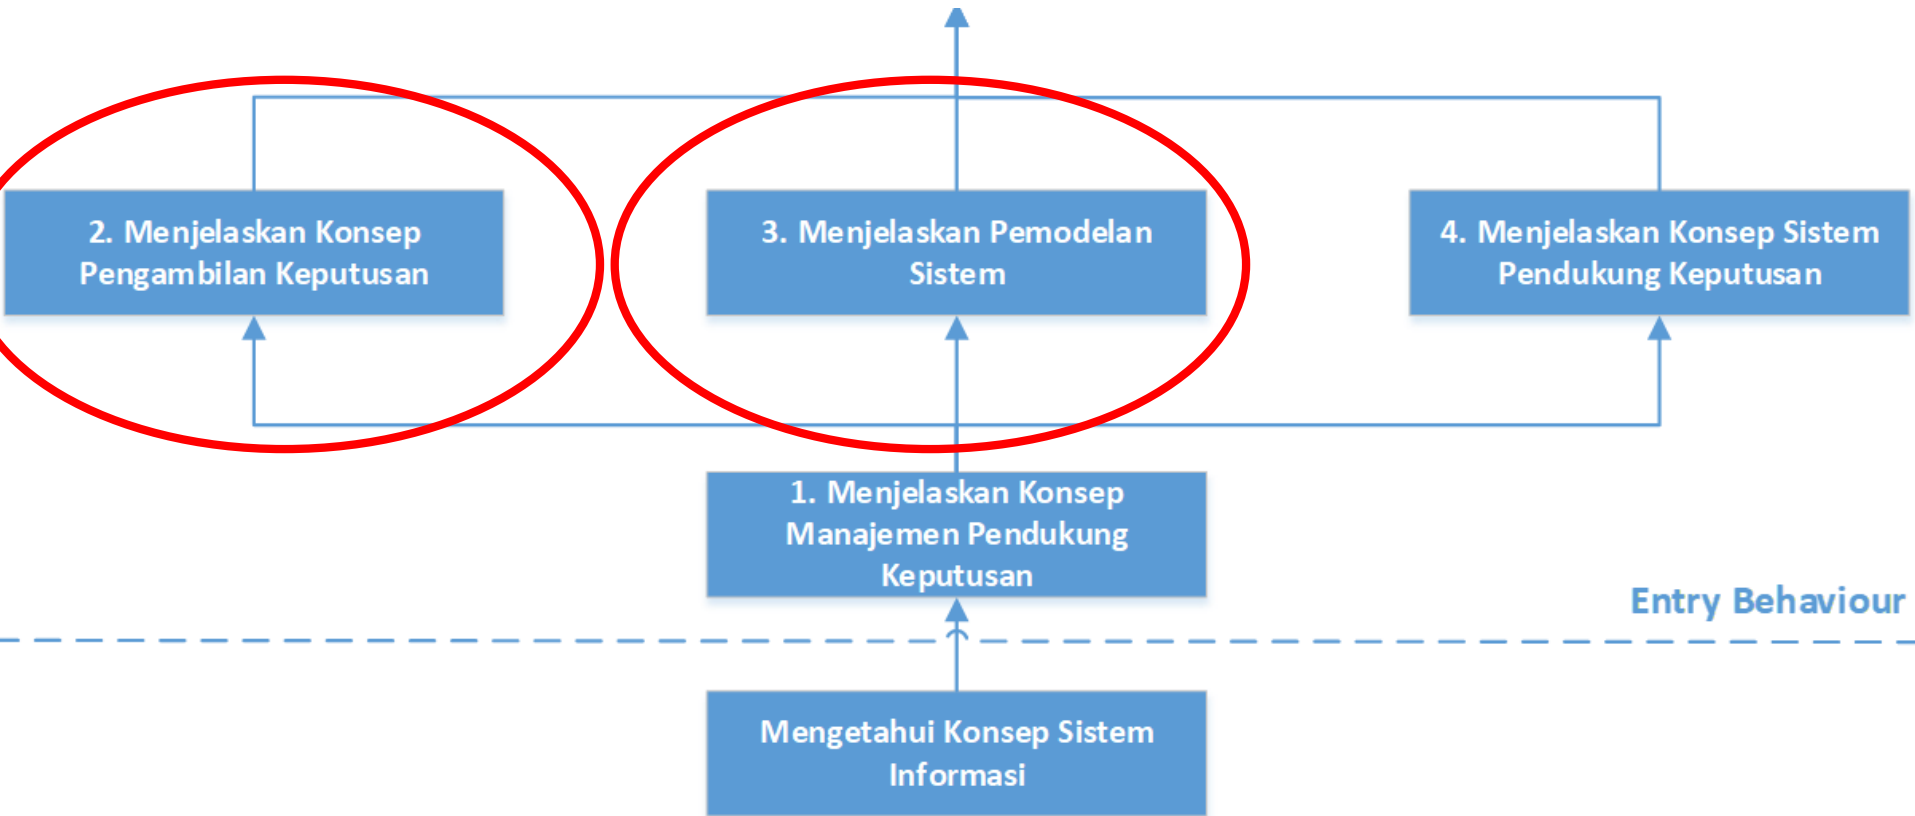 2. Menjelaskan Konsep
Pengambilan Keputusan
3. Menjelaskan Pemodelan
Sistem
4. Menjelaskan Konsep Sistem
Pendukung Keputusan
1. Menjelaskan Konsep
Manajemen Pendukung
Keputusan
Entry Behaviour
Mengetahui Konsep Sistem
Informasi